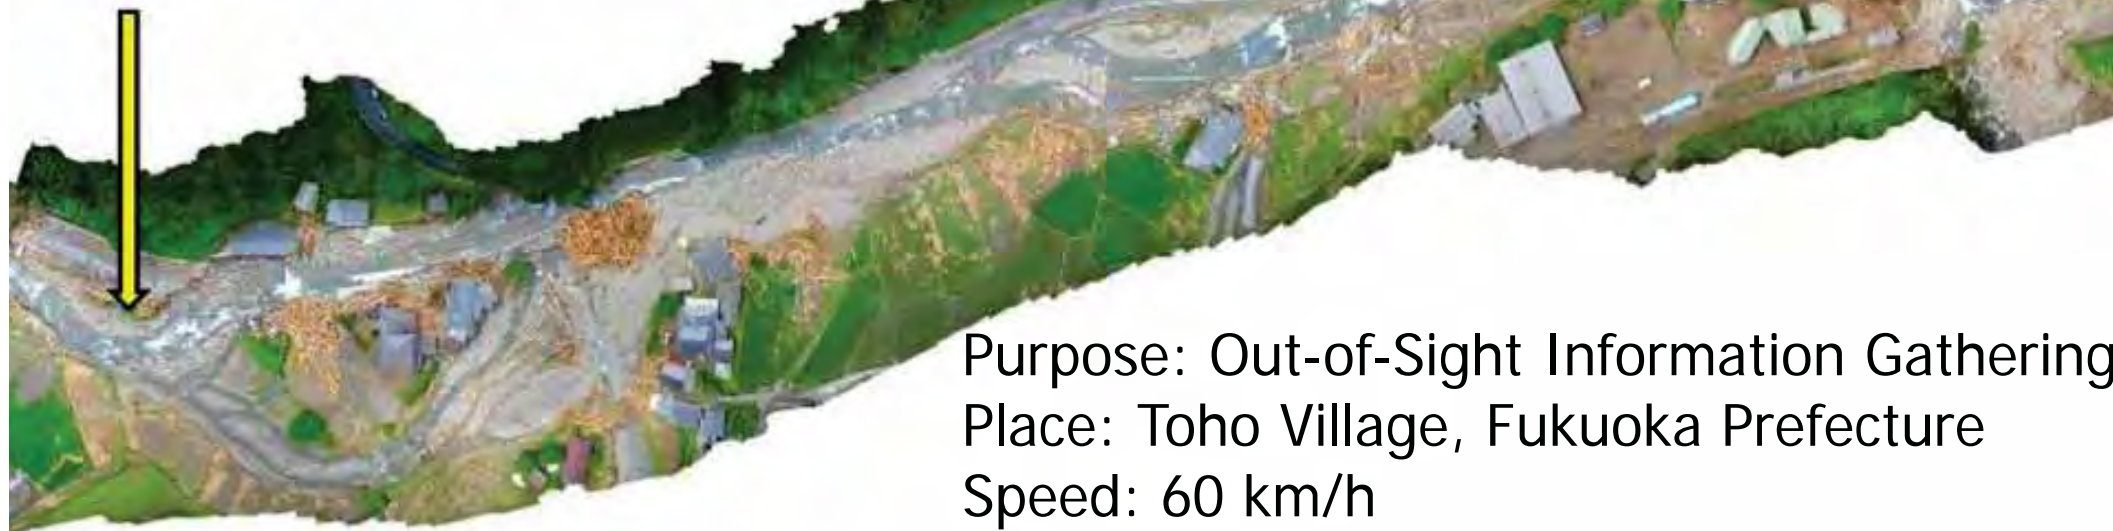 Purpose: Out-of-Sight Information Gathering
Place: Toho Village, Fukuoka Prefecture
Speed: 60 km/h